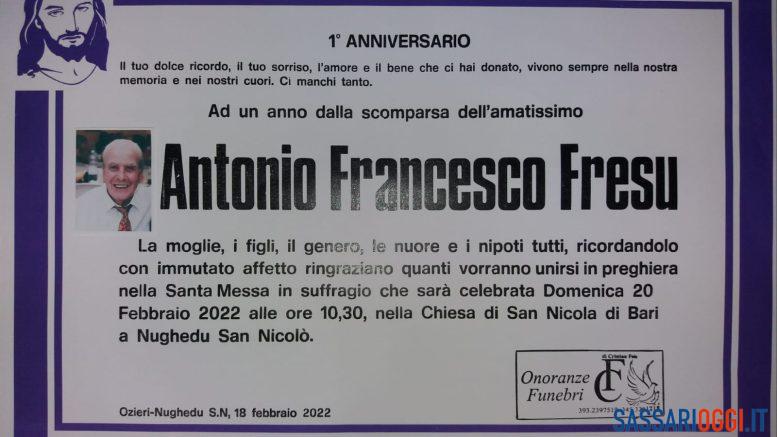 1° ANNIVERSARIO
Il tuo dolce ricordo, il tuo sorriso, l'amore e il bene che ci hai donato, vivono sempre nella nostra
memoria e nei nostri cuori. Ci manchi tanto.
Ad un anno dalla scomparsa dell'amatissimo
Antonio Francesco Fresu
La moglie, i figli, il genero, le nuore e i nipoti tutti, ricordandolo
con immutato affetto ringraziano quanti vorranno unirsi in preghiera
nella Santa Messa in suffragio che sarà celebrata Domenica 20
Febbraio 2022 alle ore 10,30, nella Chiesa di San Nicola di Bari
a Nughedu San Nicolò.
di Cristian
Onoranze
Funebri
CF
Ozieri-Nughedu S.N, 18 febbraio 2022
SASSARIOGGI.IT